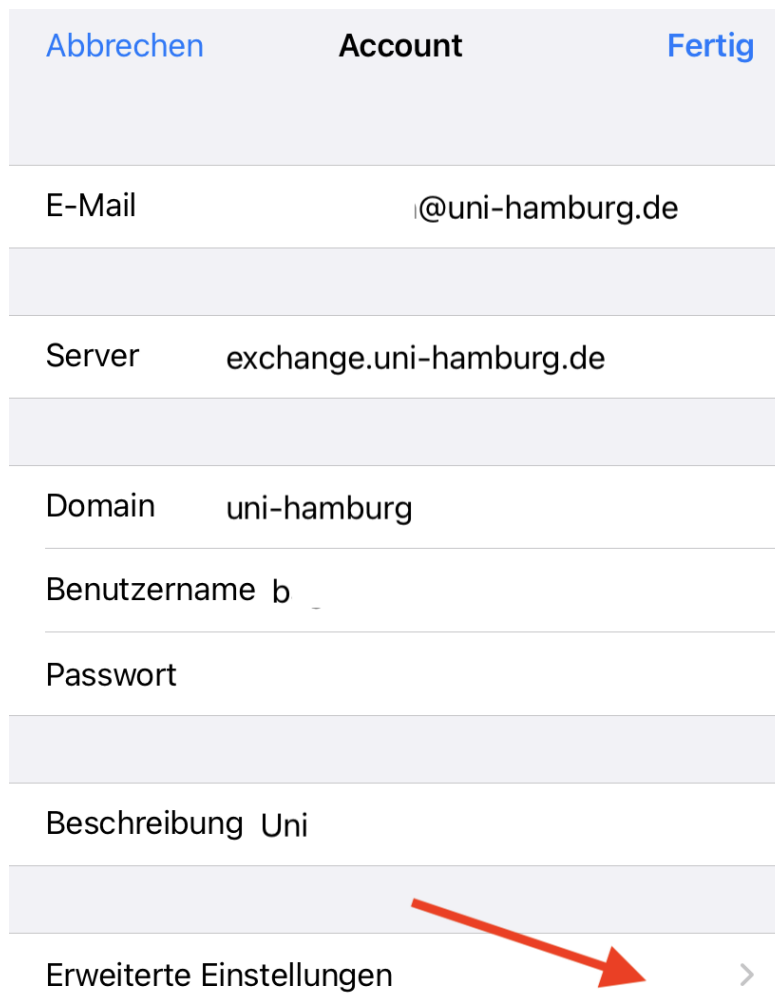 Abbrechen Account Fertig
E-Mail @uni-hamburg.de
Server exchange.uni-hamburg.de
Domain uni-hamburg
Benutzername b
Passwort
Beschreibung Uni
Erweiterte Einstellungen